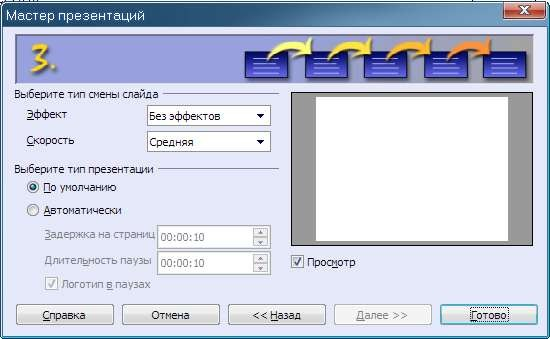 Мастер презентаций
3.
Выберите тип смены слайда
Эффект Без эффектов
Скорость Средняя
Выберите тип презентации
По умолчанию
Автоматически
Задержка на страниц 00:00:10
Длительность паузы 00:00:10
Логотип в паузах
Просмотр
Справка Отмена << Назад Далее >> Готово